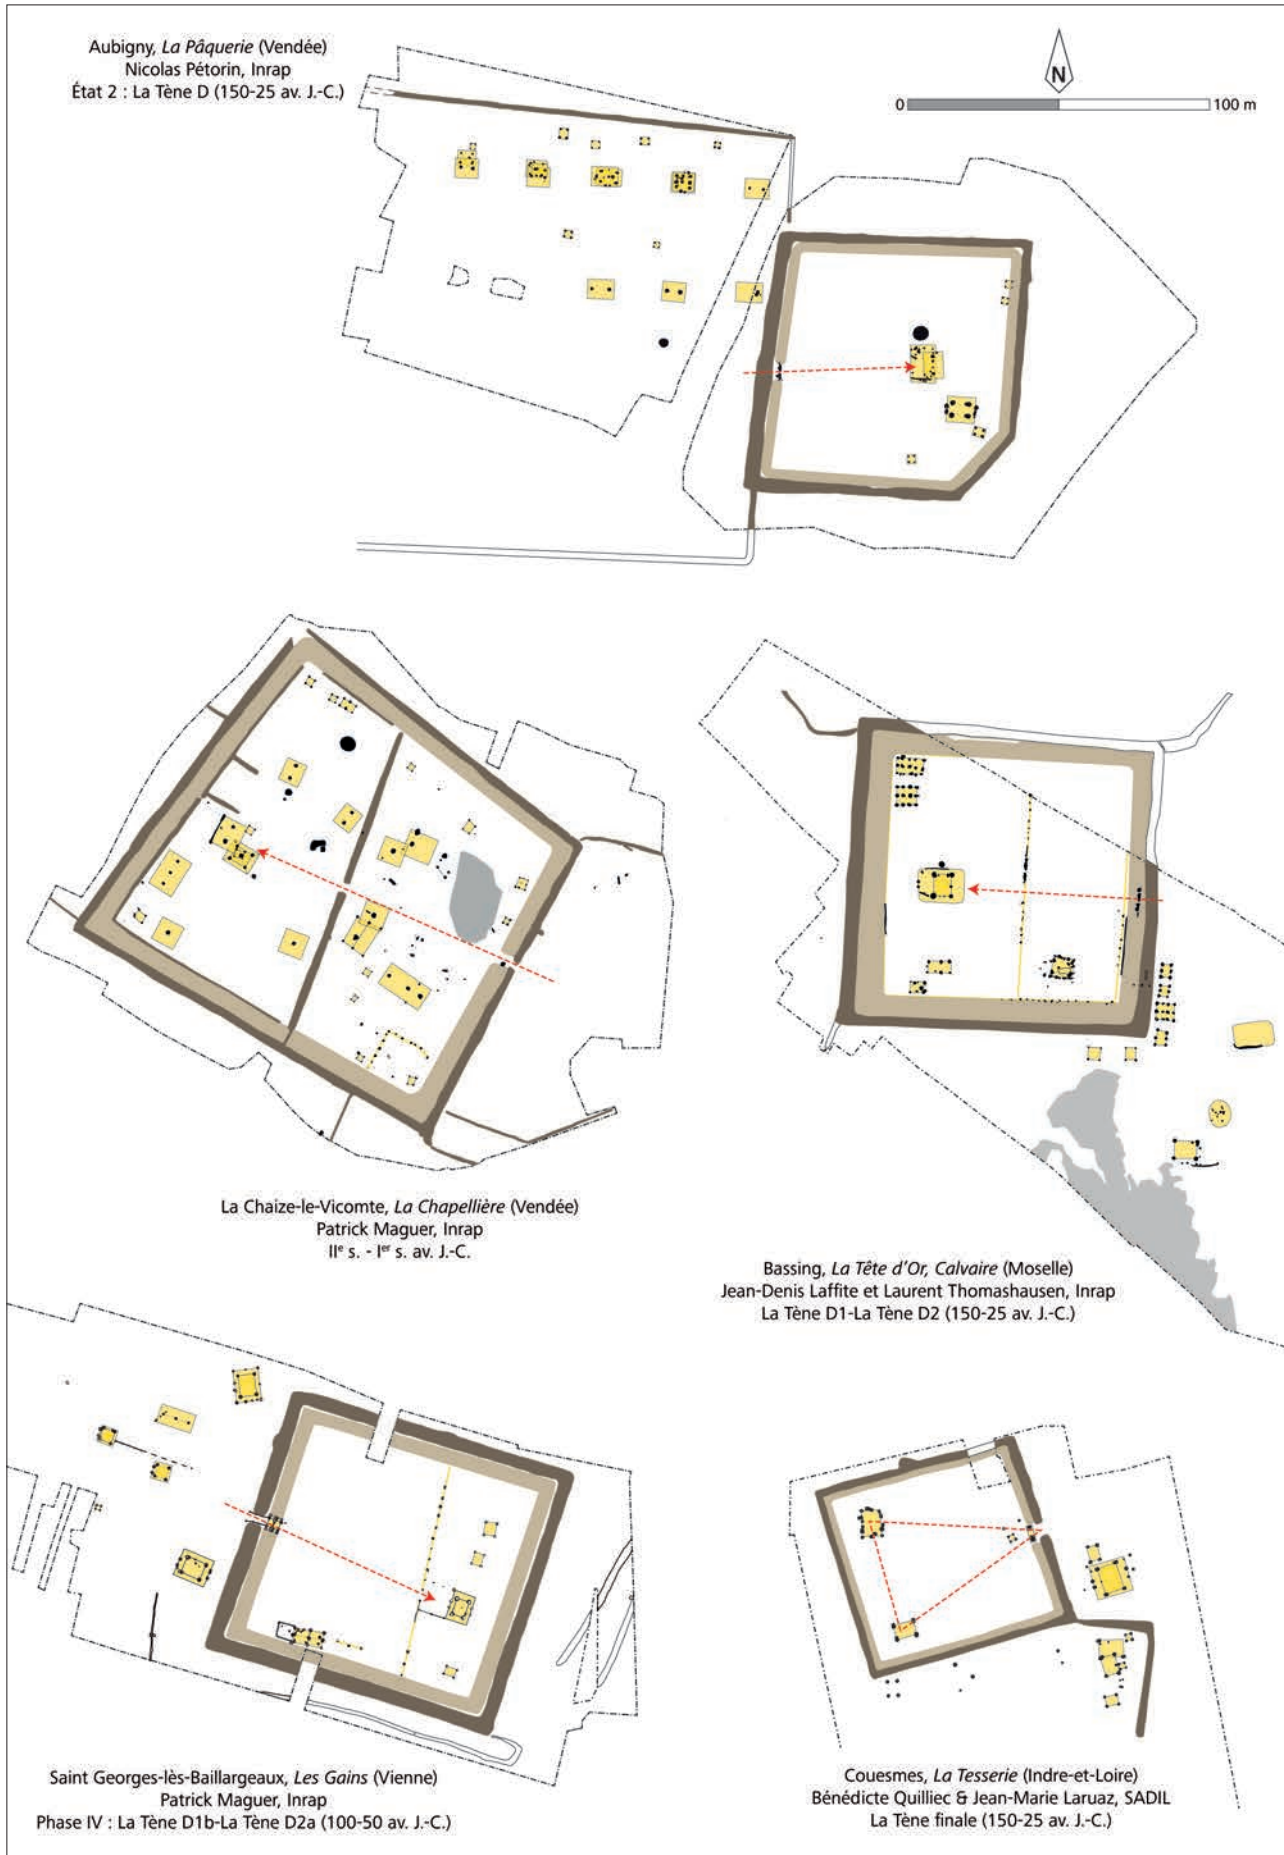 Aubigny, La Pâquerie (Vendée)
Nicolas Pétorin, Inrap
État 2 : La Tène D (150-25 av. J.-C.)
N
0 100 m
La Chaize-le-Vicomte, La Chapellière (Vendée)
Patrick Maguer, Inrap
IIe s. - Ier s. av. J.-C.
Bassing, La Tête d'Or, Calvaire (Moselle)
Jean-Denis Laffite et Laurent Thomashausen, Inrap
La Tène D1-La Tène D2 (150-25 av. J.-C.)
Saint Georges-lès-Baillargeaux, Les Gains (Vienne)
Patrick Maguer, Inrap
Phase IV : La Tène D1b-La Tène D2a (100-50 av. J.-C.)
Couesmes, La Tesserie (Indre-et-Loire)
Bénédicte Quilliec & Jean-Marie Laruaz, SADIL
La Tène finale (150-25 av. J.-C.)